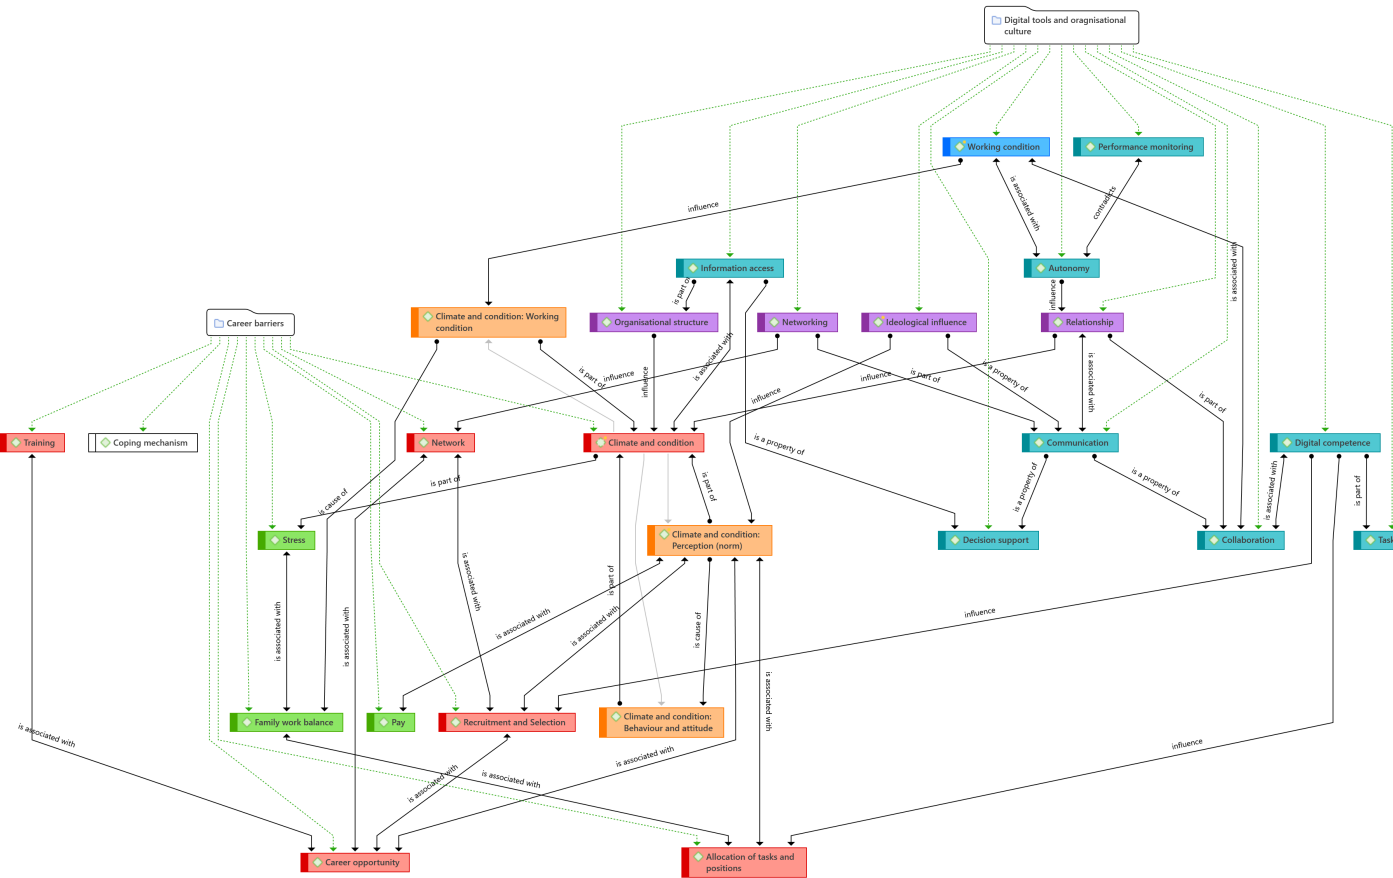 Digital tools and oragnisational
culture
Working condition
Performance monitoring
influence
is associated with
contradicts
is associated with
Information access
Autonomy
is part of
influence
Career barriers
Climate and condition: Working
condition
Organisational structure
Networking
Ideological influence
Relationship
is part of
influence
influence
is associated with
influence
influence
is part of
is a property of
is associated with
is part of
Training
Coping mechanism
Network
Climate and condition
Communication
Digital competence
is cause of
is part of
is part of
is a property of
is a property of
is a property of
is associated with
is part of
Stress
Climate and condition:
Perception (norm)
Decision support
Collaboration
Task
is associated with
is associated with
is associated with
is associated with
is associated with
is part of
is cause of
influence
is associated with
Family work balance
Pay
Recruitment and Selection
Climate and condition:
Behaviour and attitude
is associated with
is associated with
is associated with
is associated with
influence
Career opportunity
Allocation of tasks and
positions